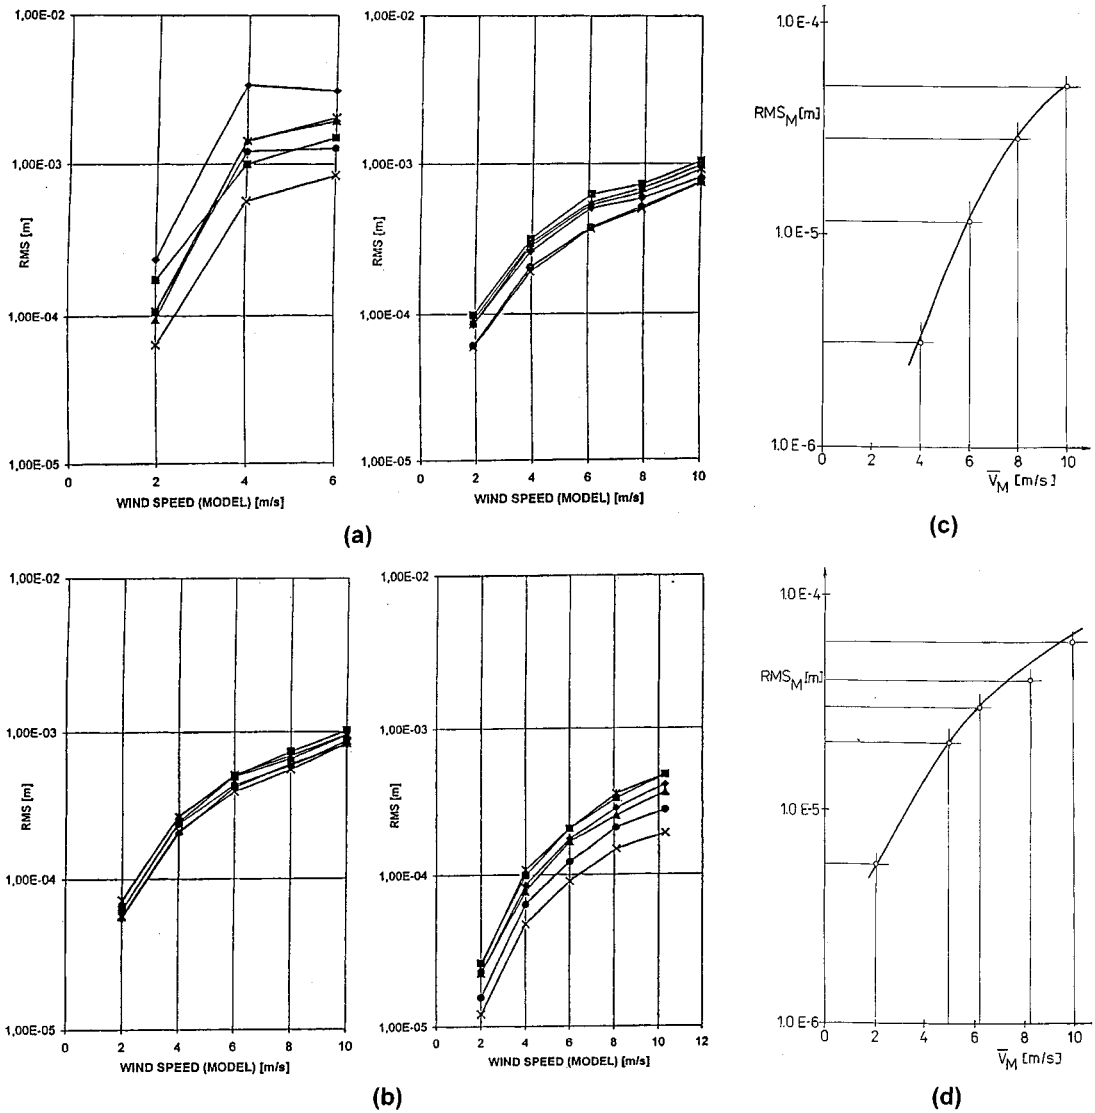 1,00E-02
1,00E-03
1,00E-04
1,00E-05
RMS [m]
0 2 4 6
WIND SPEED (MODEL) [m/s]
1,00E-02
1,00E-03
1,00E-04
1,00E-05
RMS [m]
0 2 4 6 8 10
WIND SPEED (MODEL) [m/s]
(a)
1.0 E-4
RMS_M [m]
1.0 E-5
1.0 E-6
0 2 4 6 8 10
V̅_M [m/s]
(c)
1,00E-02
1,00E-03
1,00E-04
1,00E-05
RMS [m]
0 2 4 6 8 10
WIND SPEED (MODEL) [m/s]
1,00E-02
1,00E-03
1,00E-04
1,00E-05
RMS [m]
0 2 4 6 8 10 12
WIND SPEED (MODEL) [m/s]
(b)
1.0 E-4
RMS_M [m]
1.0 E-5
1.0 E-6
0 2 4 6 8 10
V̅_M [m/s]
(d)